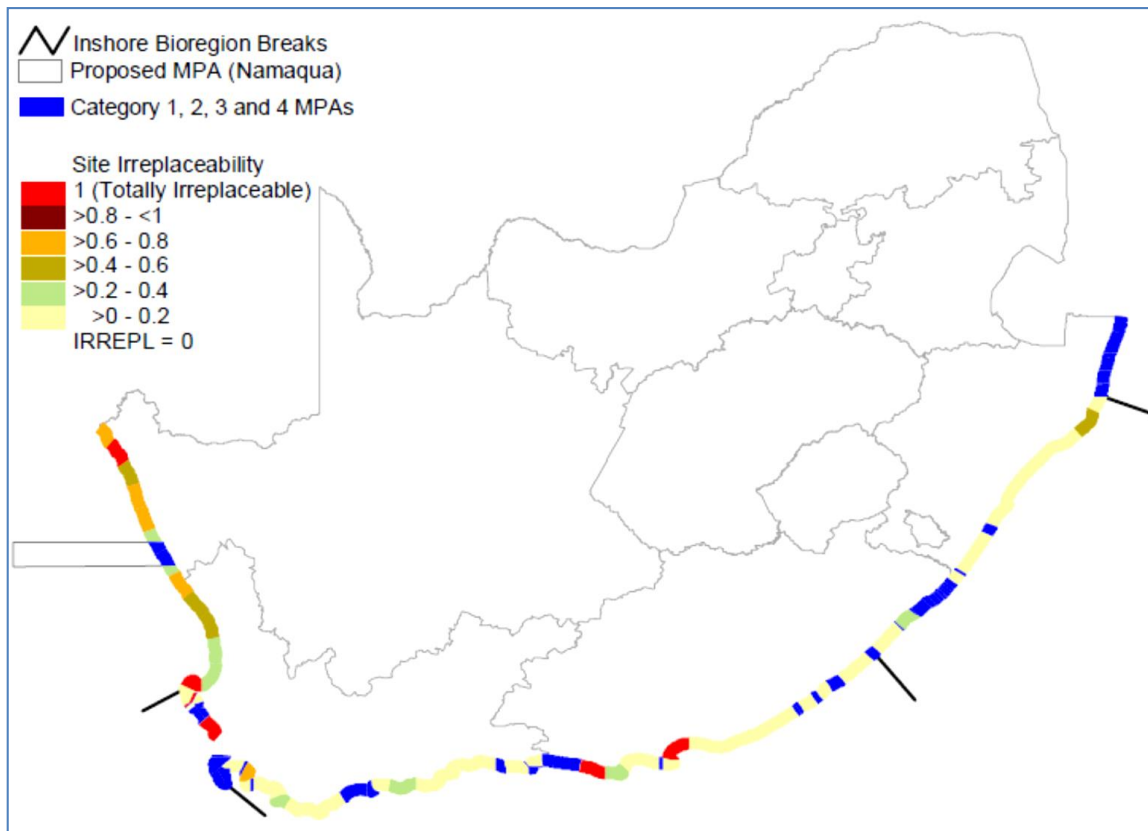 Inshore Bioregion Breaks
Proposed MPA (Namaqua)
Category 1, 2, 3 and 4 MPAs
Site Irreplaceability
1 (Totally Irreplaceable)
>0.8 - <1
>0.6 - 0.8
>0.4 - 0.6
>0.2 - 0.4
>0 - 0.2
IRREPL = 0